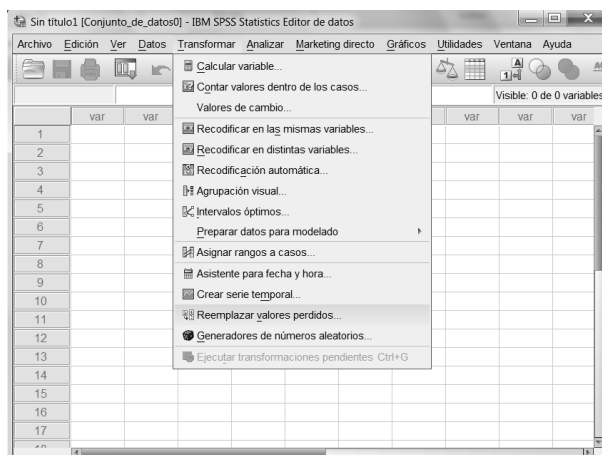 Sin título1 [Conjunto_de_datos0] - IBM SPSS Statistics Editor de datos
Archivo Edición Ver Datos Transformar Analizar Marketing directo Gráficos Utilidades Ventana Ayuda
Visible: 0 de 0 variables
var var var var var
Calcular variable...
Contar valores dentro de los casos...
Valores de cambio...
Recodificar en las mismas variables...
Recodificar en distintas variables...
Recodificación automática...
Agrupación visual...
Intervalos óptimos...
Preparar datos para modelado
Asignar rangos a casos...
Asistente para fecha y hora...
Crear serie temporal...
Reemplazar valores perdidos...
Generadores de números aleatorios...
Ejecutar transformaciones pendientes Ctrl+G
1
2
3
4
5
6
7
8
9
10
11
12
13
14
15
16
17